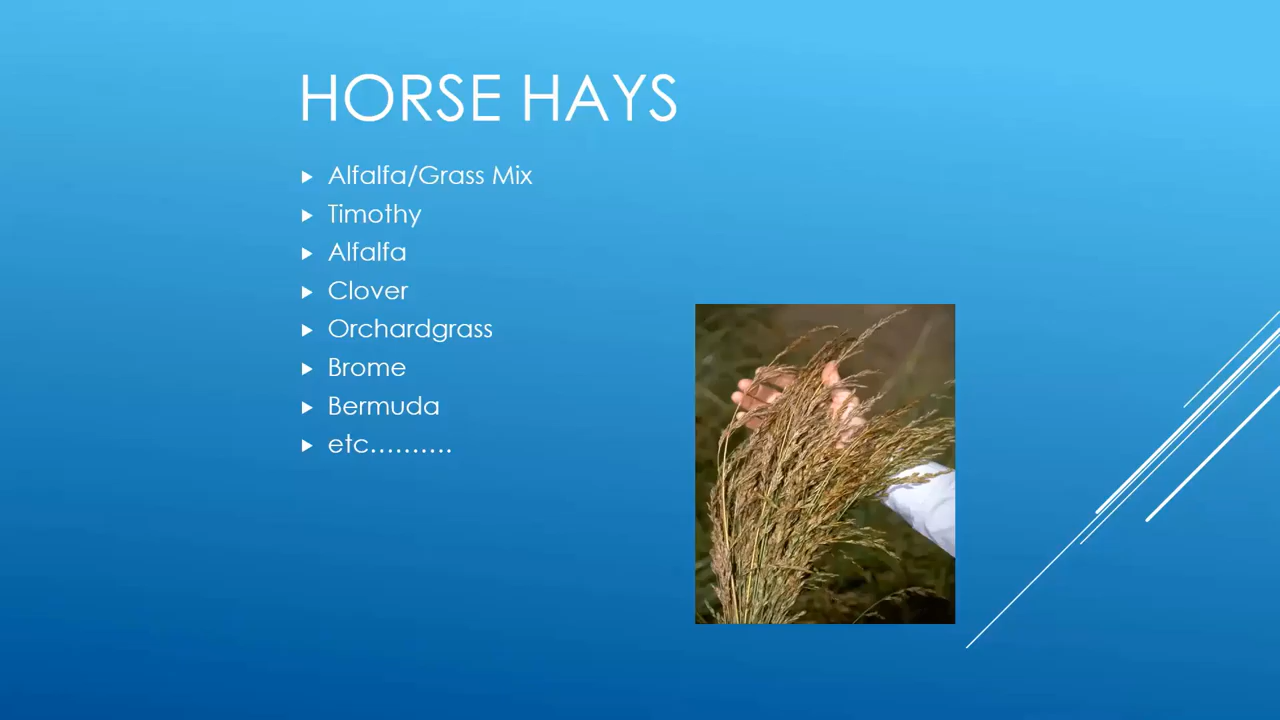 HORSE HAYS
Alfalfa/Grass Mix
Timothy
Alfalfa
Clover
Orchardgrass
Brome
Bermuda
etc..........